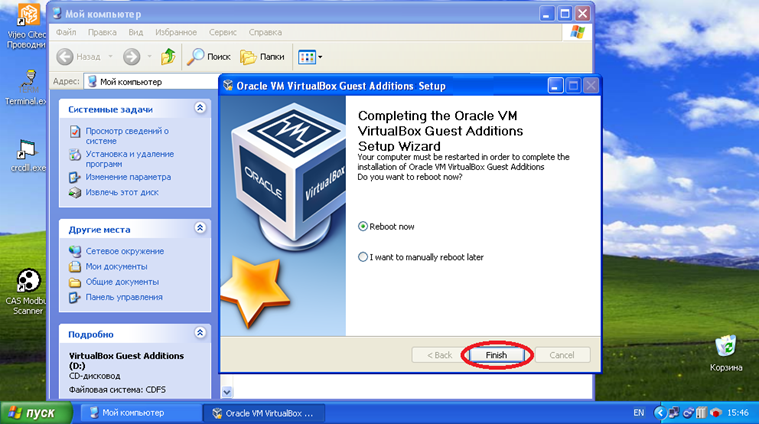 Vijeo Citec
Проводни
Terminal.ex
crcdll.exe
CAS Modbu
Scanner
Мой компьютер
Файл Правка Вид Избранное Сервис Справка
Назад Поиск Папки
Адрес: Мой компьютер
Системные задачи
Просмотр сведений о
системе
Установка и удаление
программ
Изменение параметра
Извлечь этот диск
Другие места
Сетевое окружение
Мои документы
Общие документы
Панель управления
Подробно
VirtualBox Guest Additions
(D:)
CD-дисковод
Файловая система: CDFS
Oracle VM VirtualBox Guest Additions Setup
ORACLE
VirtualBox
Completing the Oracle VM
VirtualBox Guest Additions
Setup Wizard
Your computer must be restarted in order to complete the
installation of Oracle VM VirtualBox Guest Additions
Do you want to reboot now?
Reboot now
I want to manually reboot later
< Back Finish Cancel
Корзина
пуск Мой компьютер Oracle VM VirtualBox ... EN 15:46